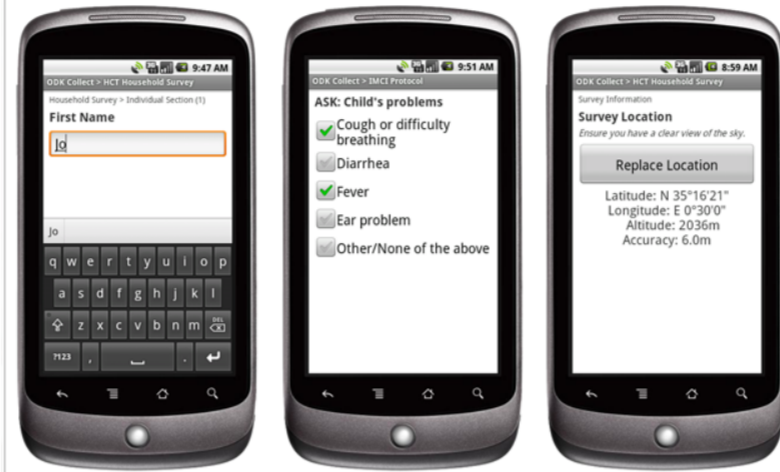 9:47 AM
ODK Collect > HCT Household Survey
Household Survey > Individual Section (1)
First Name
Jo
Jo
q w e r t y u i o p
a s d f g h j k l
z x c v b n m DEL
?123 , .
9:51 AM
ODK Collect > IMCI Protocol
ASK: Child's problems
Cough or difficulty
breathing
Diarrhea
Fever
Ear problem
Other/None of the above
8:59 AM
ODK Collect > HCT Household Survey
Survey Information
Survey Location
Ensure you have a clear view of the sky.
Replace Location
Latitude: N 35°16'21"
Longitude: E 0°30'0"
Altitude: 2036m
Accuracy: 6.0m